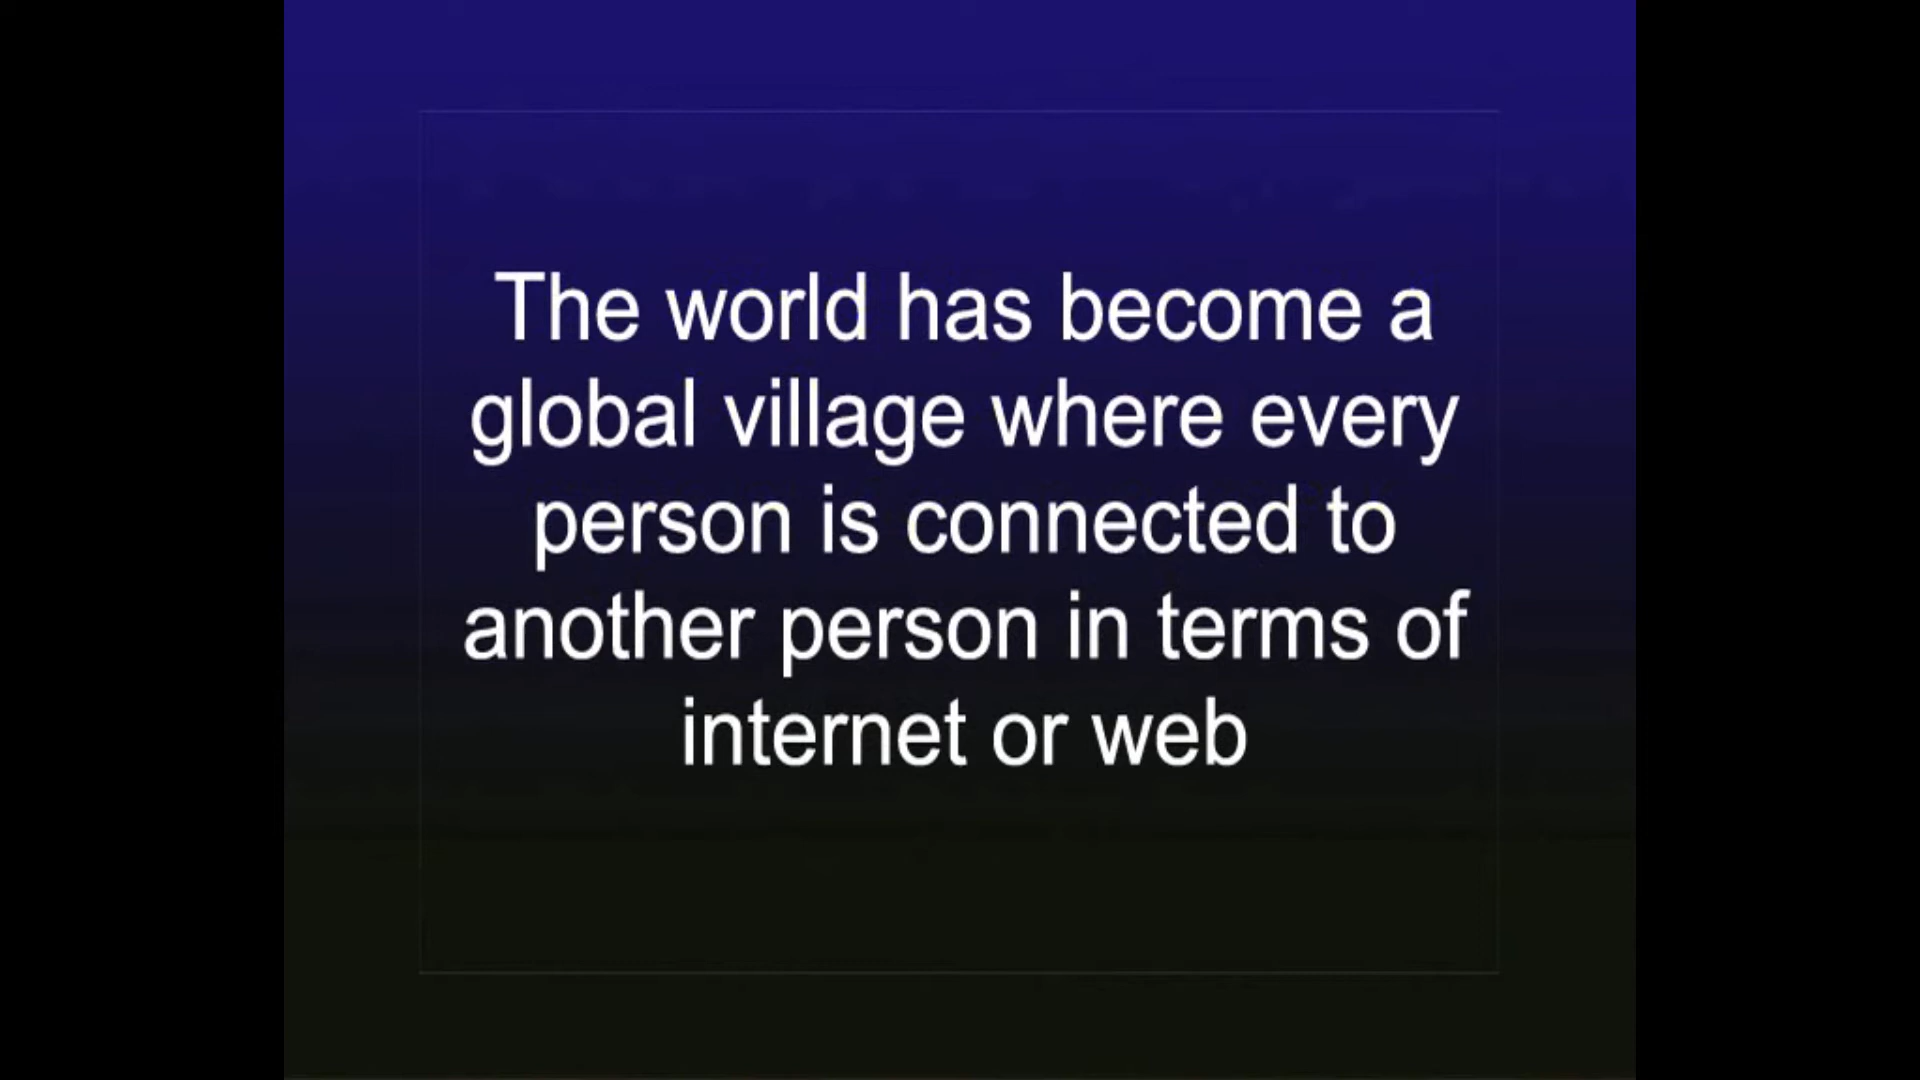 The world has become a
global village where every
person is connected to
another person in terms of
internet or web